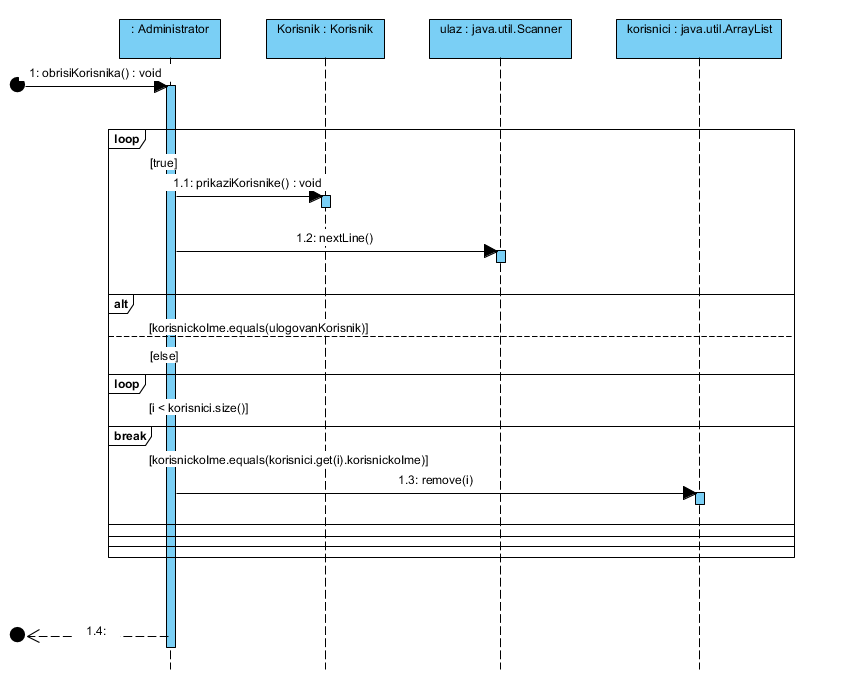 : Administrator
Korisnik : Korisnik
ulaz : java.util.Scanner
korisnici : java.util.ArrayList
1: obrisiKorisnika() : void
loop
[true]
1.1: prikaziKorisnike() : void
1.2: nextLine()
alt
[korisnickoIme.equals(ulogovanKorisnik)]
[else]
loop
[i < korisnici.size()]
break
[korisnickoIme.equals(korisnici.get(i).korisnickoIme)]
1.3: remove(i)
1.4: